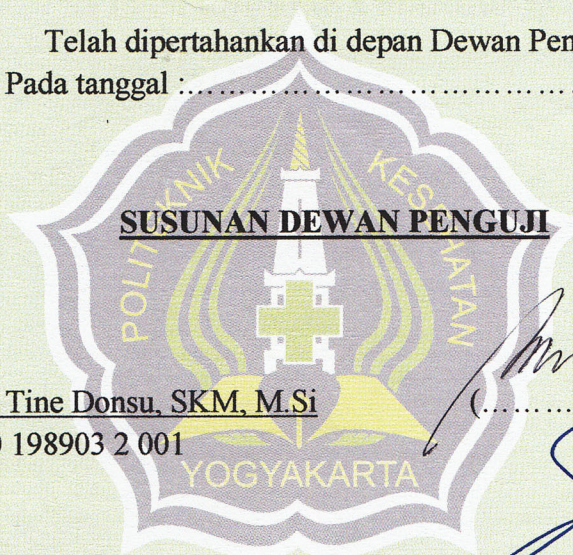 Telah dipertahankan di depan Dewan Pen
Pada tanggal :.......................................
SUSUNAN DEWAN PENGUJI
POLITEKNIK KESEHATAN
Tine Donsu, SKM, M.Si
(.........
198903 2 001
YOGYAKARTA